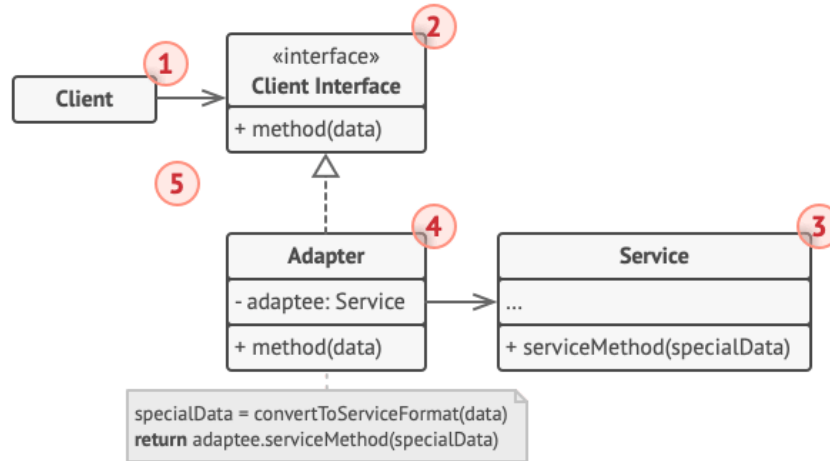 1
2
«interface»
Client Interface
Client
+ method(data)
5
4
3
Adapter
- adaptee: Service
+ method(data)
Service
...
+ serviceMethod(specialData)
specialData = convertToServiceFormat(data)
return adaptee.serviceMethod(specialData)